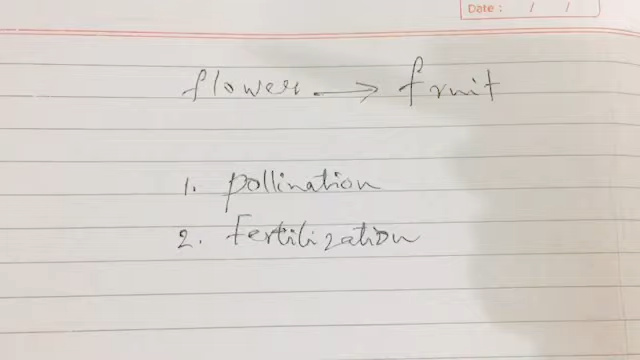 Date : / /
flower → fruit
1. pollination
2. Fertilization